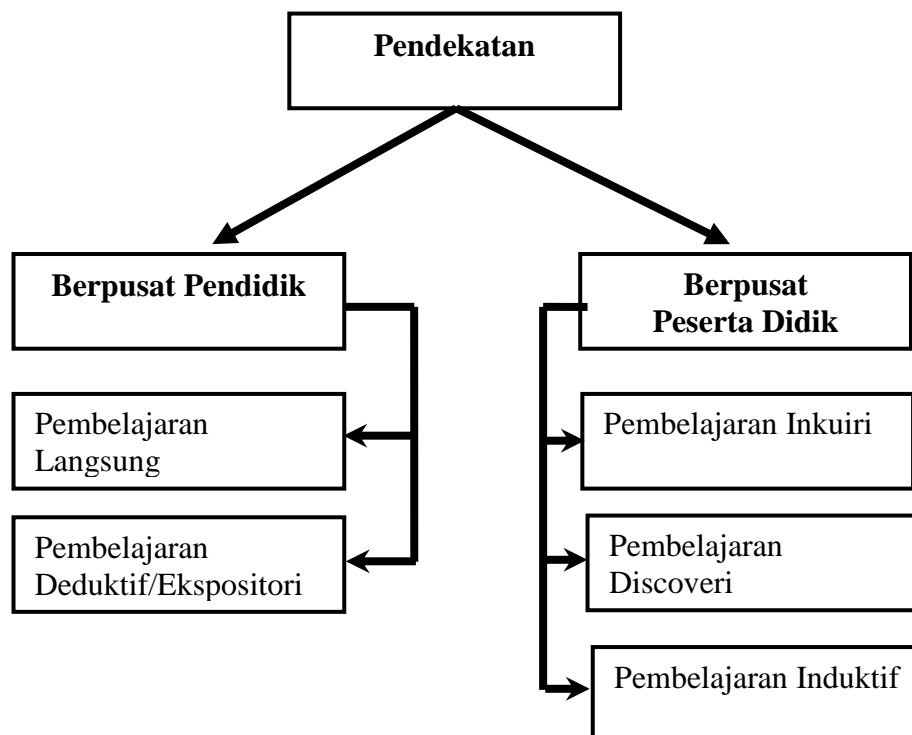 Pendekatan
Berpusat Pendidik
Berpusat
Peserta Didik
Pembelajaran
Langsung
Pembelajaran Inkuiri
Pembelajaran
Deduktif/Ekspositori
Pembelajaran
Discoveri
Pembelajaran Induktif